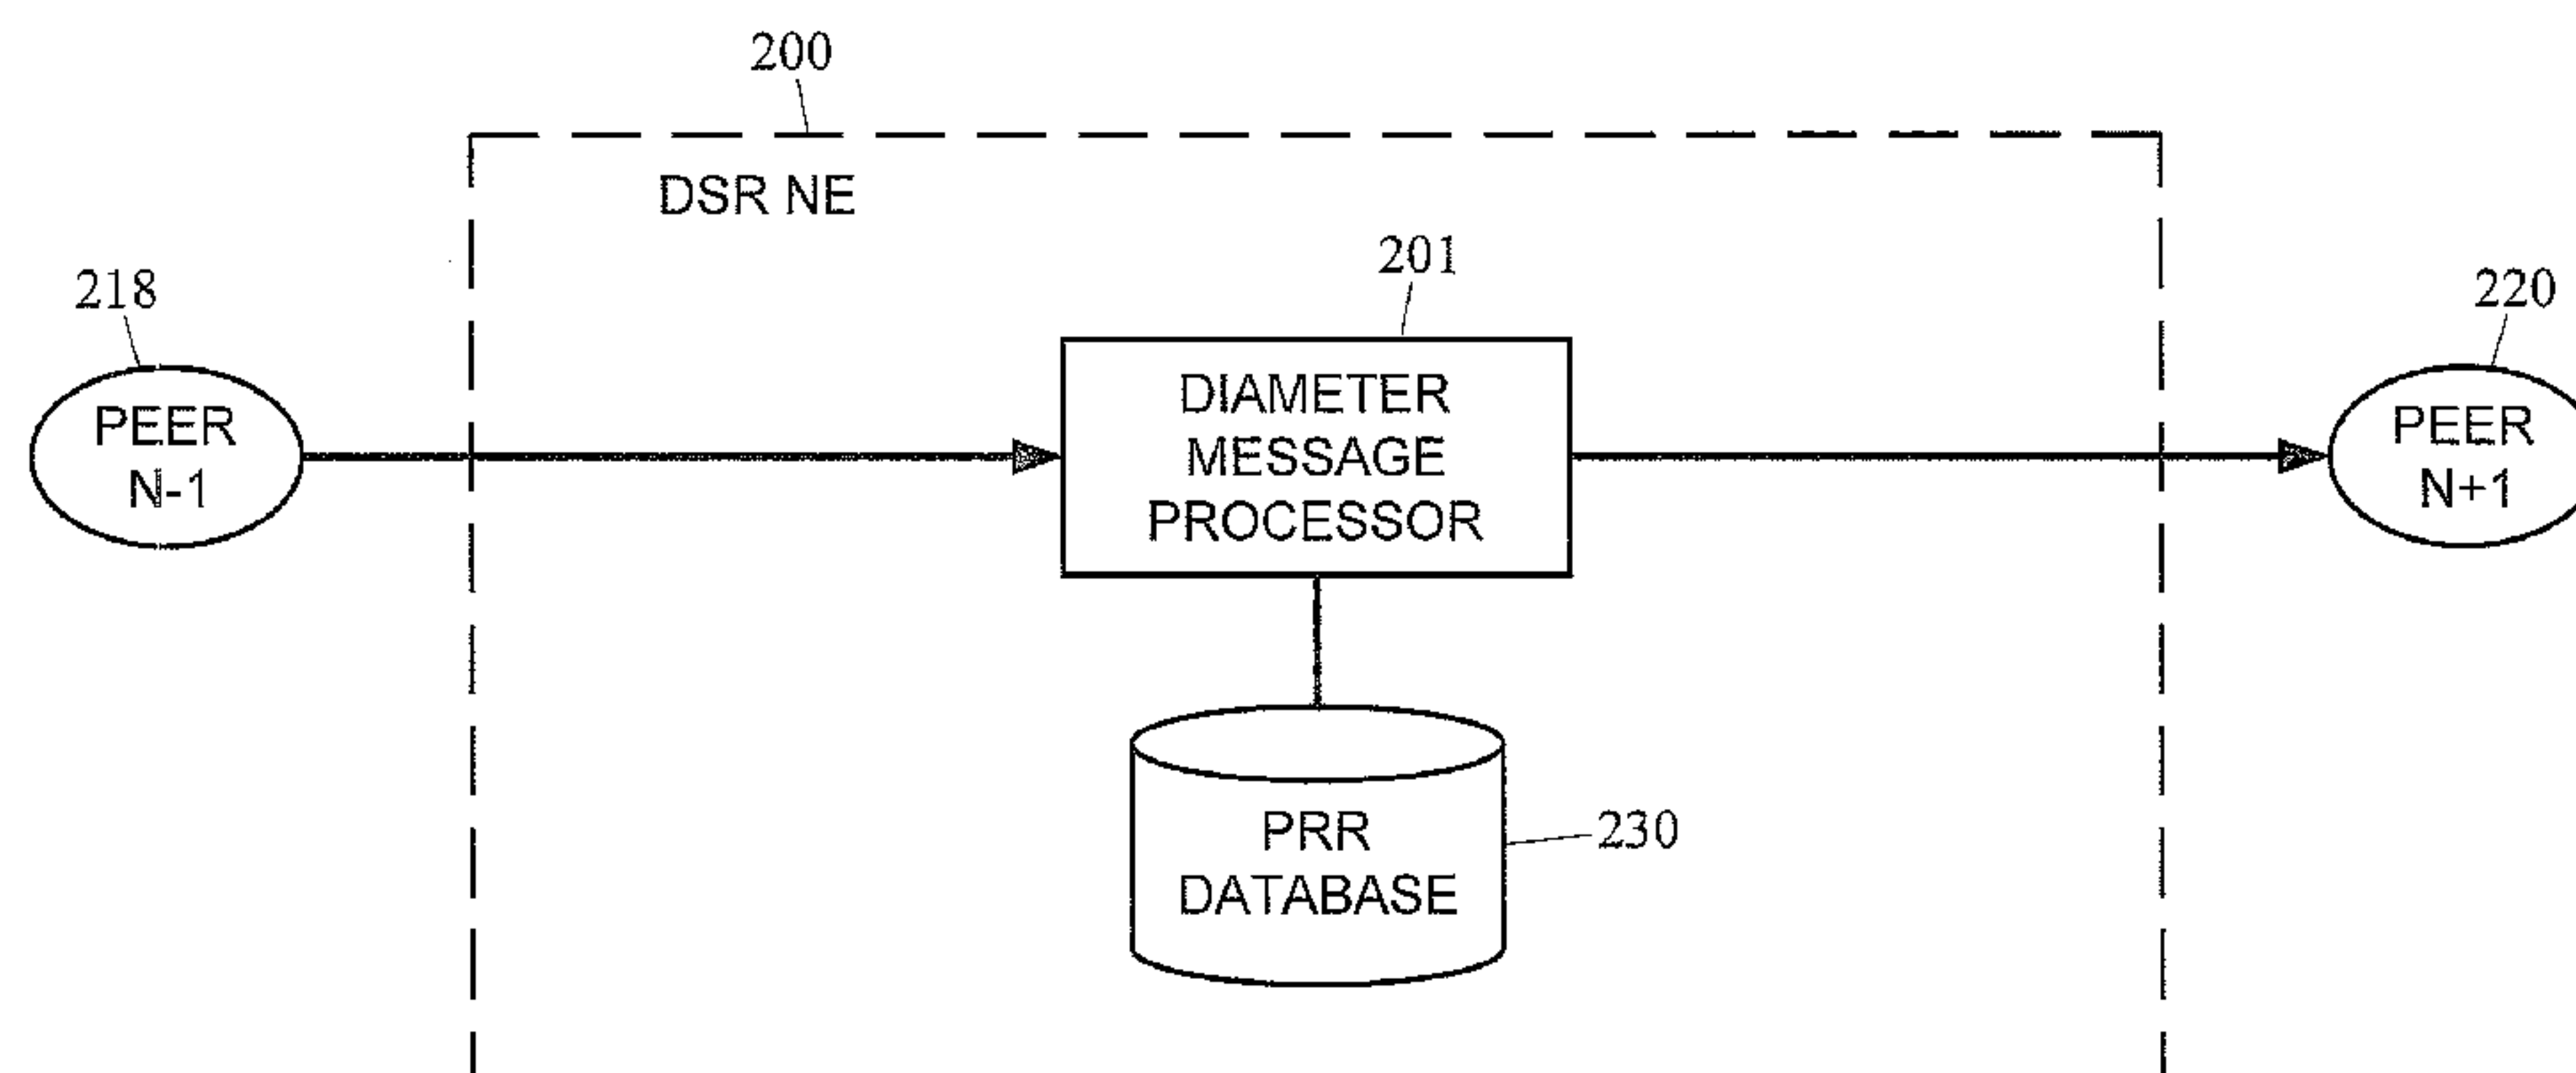 200
DSR NE
201
218
220
PEER
N-1
DIAMETER
MESSAGE
PROCESSOR
PEER
N+1
PRR
DATABASE
230